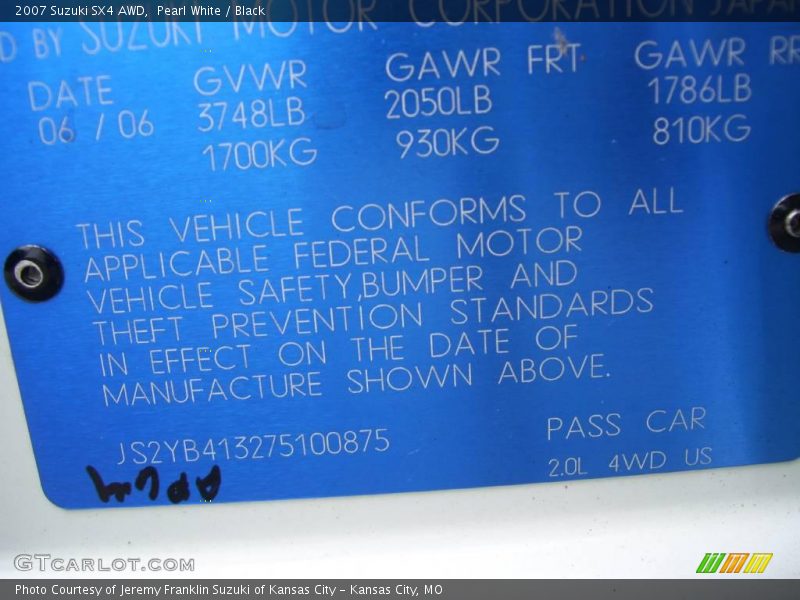 2007 Suzuki SX4 AWD, Pearl White / Black
D BY SUZUKI MOTOR CORPORATION JAPAN
DATE GVWR GAWR FRT GAWR RR
06 / 06 3748LB 2050LB 1786LB
1700KG 930KG 810KG
THIS VEHICLE CONFORMS TO ALL
APPLICABLE FEDERAL MOTOR
VEHICLE SAFETY,BUMPER AND
THEFT PREVENTION STANDARDS
IN EFFECT ON THE DATE OF
MANUFACTURE SHOWN ABOVE.
JS2YB413275100875 PASS CAR
2.0L 4WD US
GTCARLOT.COM
Photo Courtesy of Jeremy Franklin Suzuki of Kansas City – Kansas City, MO